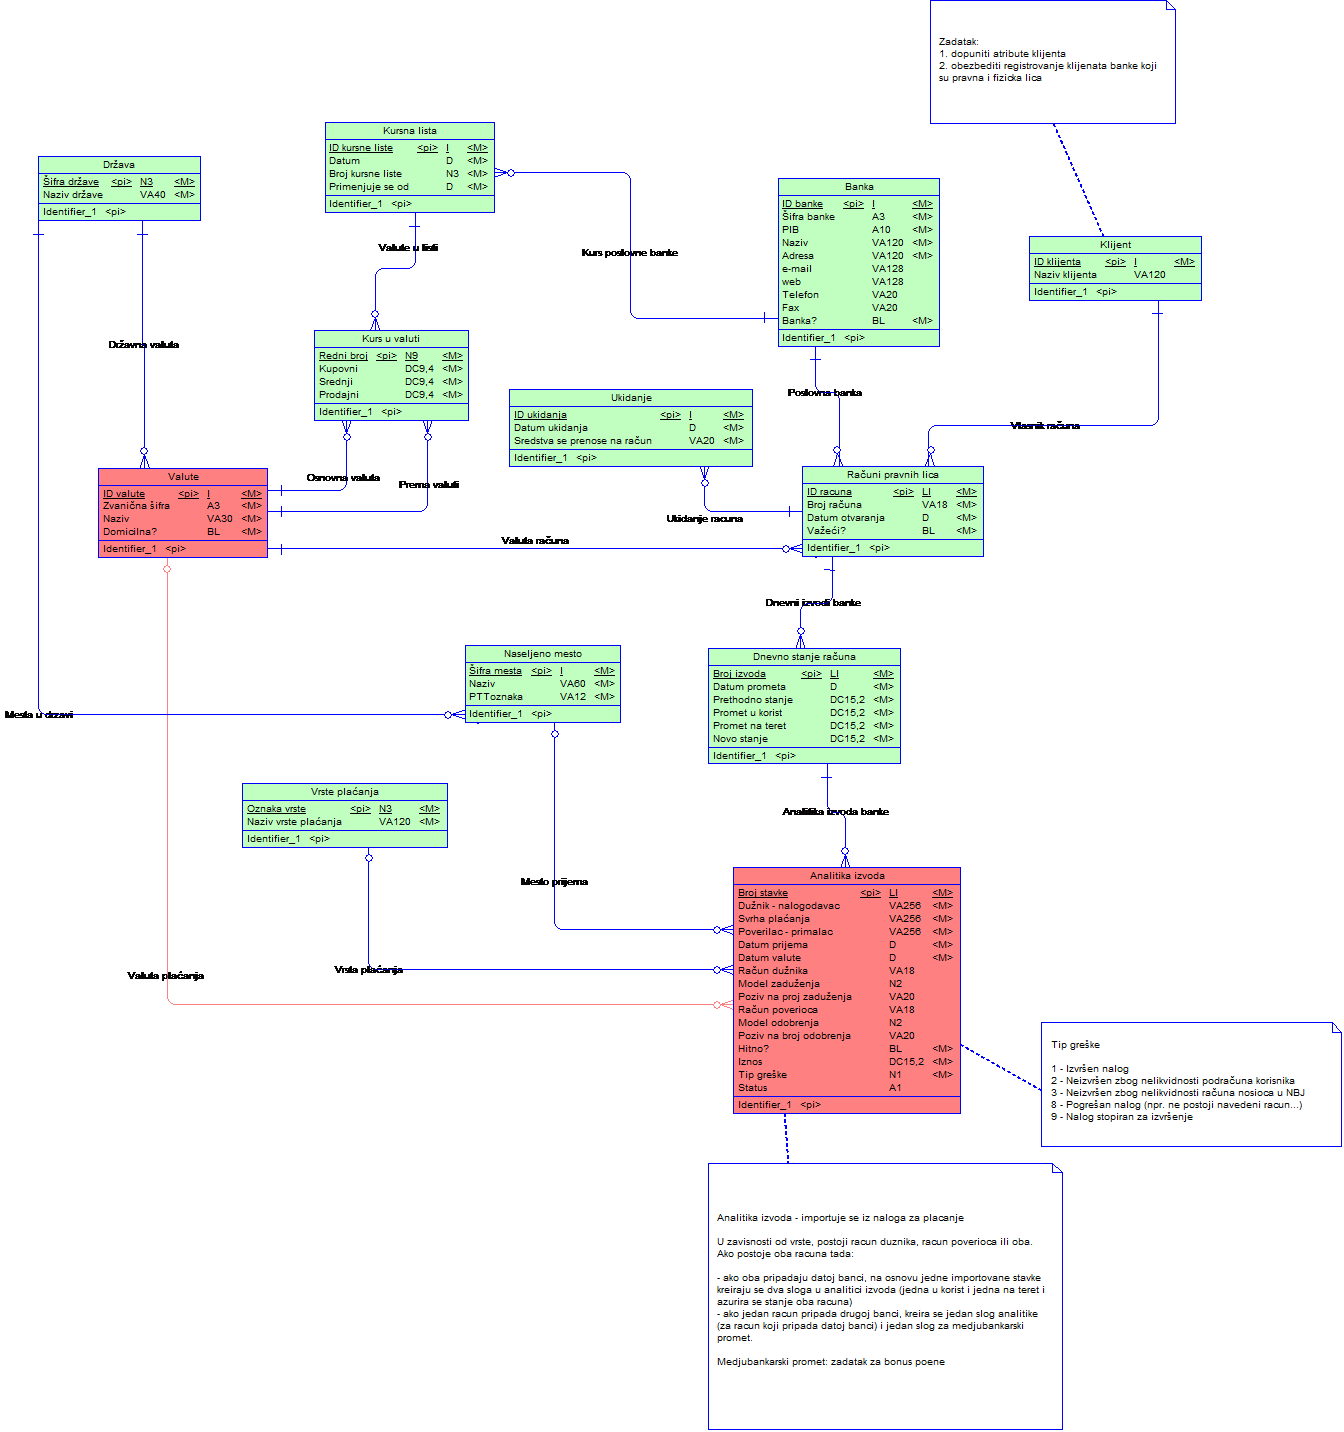 Zadatak:
1. dopuniti atribute klijenta
2. obezbediti registrovanje klijenata banke koji
su pravna i fizicka lica
Kursna lista
ID kursne liste <pi> I <M>
Datum D <M>
Broj kursne liste N3 <M>
Primenjuje se od D <M>
Identifier_1 <pi>
Država
Šifra države <pi> N3 <M>
Naziv države VA40 <M>
Identifier_1 <pi>
Banka
ID banke <pi> I <M>
Šifra banke A3 <M>
PIB A10 <M>
Naziv VA120 <M>
Adresa VA120 <M>
e-mail VA128
web VA128
Telefon VA20
Fax VA20
Banka? BL <M>
Identifier_1 <pi>
Klijent
ID klijenta <pi> I <M>
Naziv klijenta VA120
Identifier_1 <pi>
Valute u listi
Kurs poslovne banke
Državna valuta
Kurs u valuti
Redni broj <pi> N9 <M>
Kupovni DC9,4 <M>
Srednji DC9,4 <M>
Prodajni DC9,4 <M>
Identifier_1 <pi>
Poslovna banka
Vlasnik računa
Ukidanje
ID ukidanja <pi> I <M>
Datum ukidanja D <M>
Sredstva se prenose na račun VA20 <M>
Identifier_1 <pi>
Valute
ID valute <pi> I <M>
Zvanična šifra A3 <M>
Naziv VA30 <M>
Domicilna? BL <M>
Identifier_1 <pi>
Osnovna valuta
Prema valuti
Računi pravnih lica
ID racuna <pi> LI <M>
Broj računa VA18 <M>
Datum otvaranja D <M>
Važeći? BL <M>
Identifier_1 <pi>
Ukidanje racuna
Valuta računa
Dnevni izvodi banke
Naseljeno mesto
Šifra mesta <pi> I <M>
Naziv VA60 <M>
PTToznaka VA12 <M>
Identifier_1 <pi>
Mesta u drzavi
Dnevno stanje računa
Broj izvoda <pi> LI <M>
Datum prometa D <M>
Prethodno stanje DC15,2 <M>
Promet u korist DC15,2 <M>
Promet na teret DC15,2 <M>
Novo stanje DC15,2 <M>
Identifier_1 <pi>
Vrste plaćanja
Oznaka vrste <pi> N3 <M>
Naziv vrste plaćanja VA120 <M>
Identifier_1 <pi>
Analitika izvoda banke
Mesto prijema
Vrsta plaćanja
Valuta plaćanja
Analitika izvoda
Broj stavke <pi> LI <M>
Dužnik - nalogodavac VA256 <M>
Svrha plaćanja VA256 <M>
Poverilac - primalac VA256 <M>
Datum prijema D <M>
Datum valute D <M>
Račun dužnika VA18
Model zaduženja N2
Poziv na proj zaduženja VA20
Račun poverioca VA18
Model odobrenja N2
Poziv na broj odobrenja VA20
Hitno? BL <M>
Iznos DC15,2 <M>
Tip greške N1 <M>
Status A1
Identifier_1 <pi>
Tip greške
1 - Izvršen nalog
2 - Neizvršen zbog nelikvidnosti podračuna korisnika
3 - Neizvršen zbog nelikvidnosti računa nosioca u NBJ
8 - Pogrešan nalog (npr. ne postoji navedeni racun...)
9 - Nalog stopiran za izvršenje
Analitika izvoda - importuje se iz naloga za placanje
U zavisnosti od vrste, postoji racun duznika, racun poverioca ili oba.
Ako postoje oba racuna tada:
- ako oba pripadaju datoj banci, na osnovu jedne importovane stavke
kreiraju se dva sloga u analitici izvoda (jedna u korist i jedna na teret i
azurira se stanje oba racuna)
- ako jedan racun pripada drugoj banci, kreira se jedan slog analitike
(za racun koji pripada datoj banci) i jedan slog za medjubankarski
promet.
Medjubankarski promet: zadatak za bonus poene